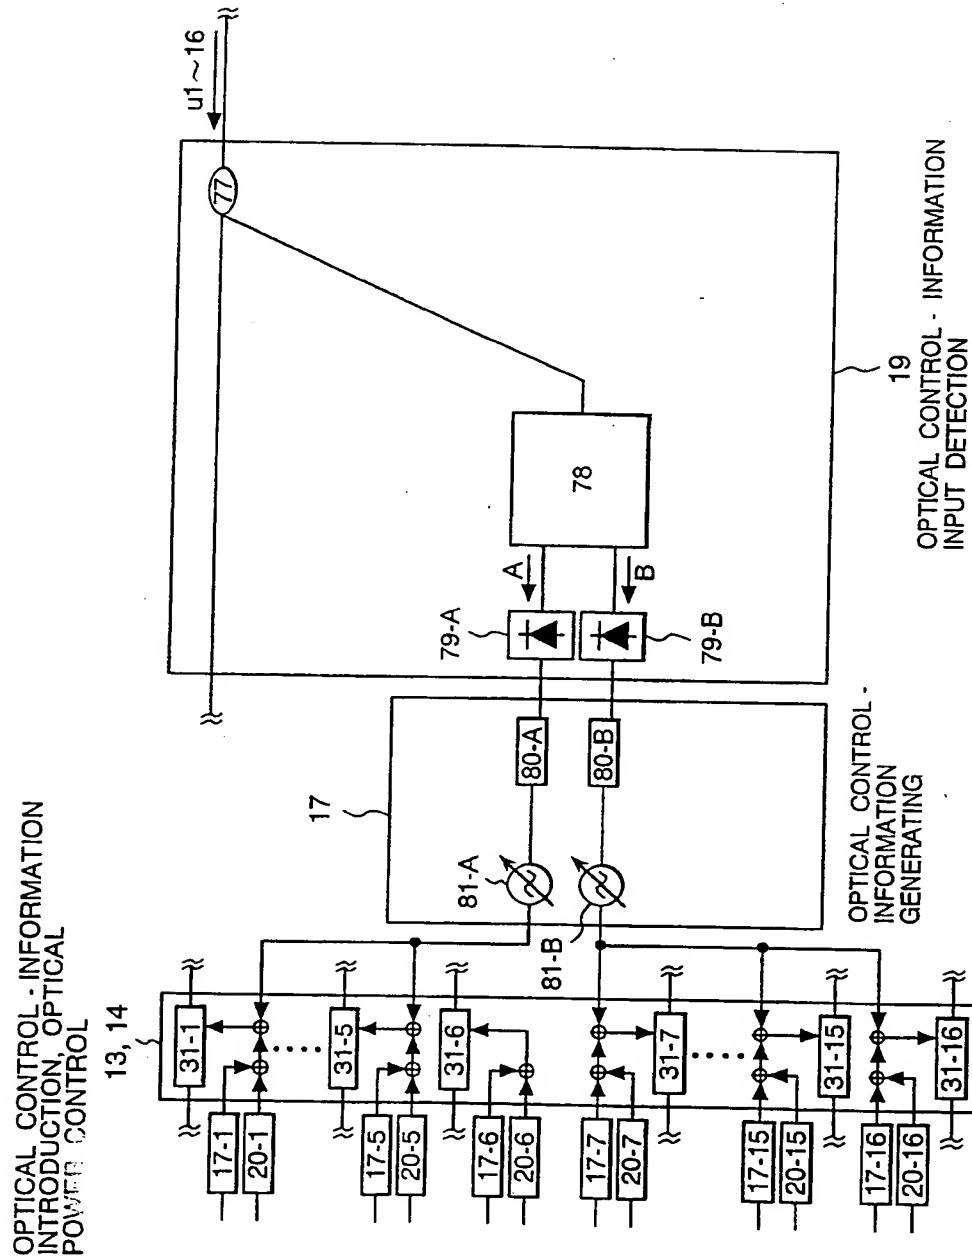 OPTICAL CONTROL - INFORMATION
INTRODUCTION, OPTICAL
POWER CONTROL
13, 14
17-1
20-1
31-1
17-5
20-5
31-5
17-6
20-6
31-6
17-7
20-7
31-7
17-15
20-15
31-15
17-16
20-16
31-16
17
81-A
81-B
80-A
80-B
OPTICAL CONTROL -
INFORMATION
GENERATING
79-A
79-B
A
B
78
77
u1~16
19
OPTICAL CONTROL - INFORMATION
INPUT DETECTION